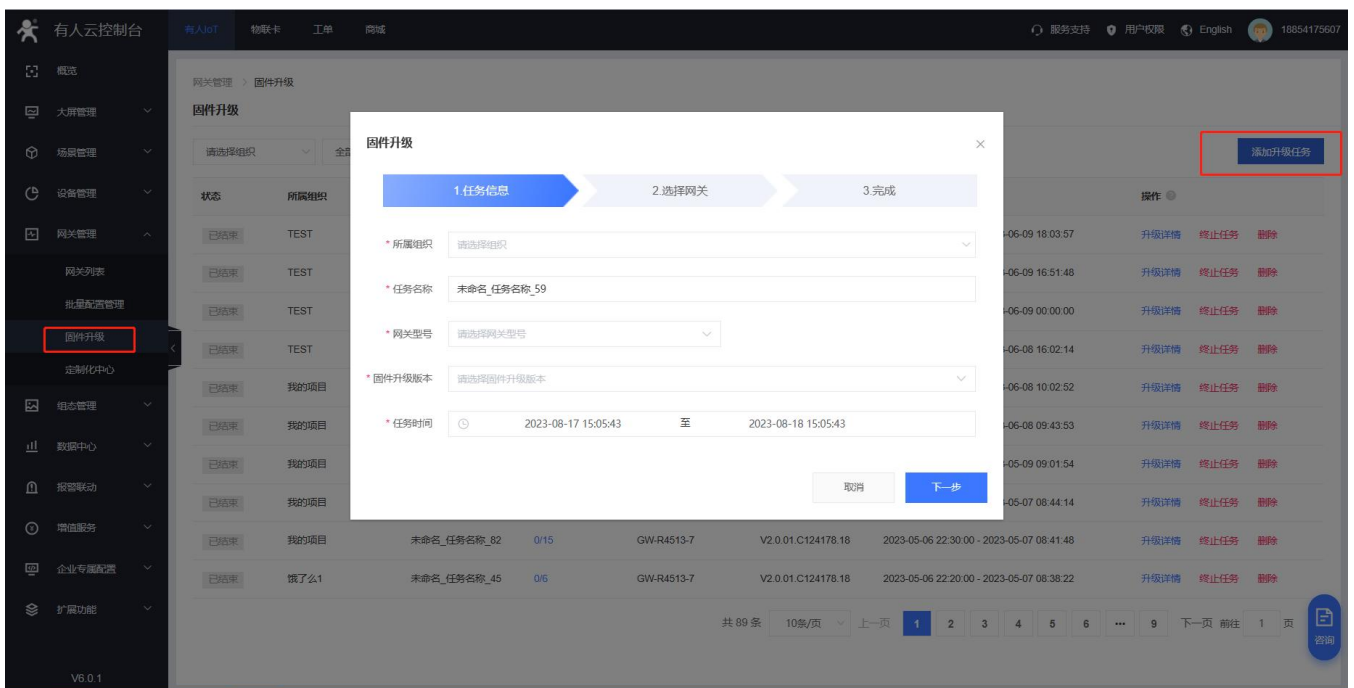 有人云控制台 有人IoT 物联卡 工单 商城 服务支持 用户权限 English 18854175607
概览
大屏管理
场景管理
设备管理
网关管理
网关列表
批量配置管理
固件升级
定制化中心
组态管理
数据中心
报警联动
增值服务
企业专属配置
扩展功能
V6.0.1
网关管理 > 固件升级
固件升级
请选择组织
添加升级任务
状态 所属组织 操作
已结束 TEST -06-09 18:03:57 升级详情 终止任务 删除
已结束 TEST -06-09 16:51:48 升级详情 终止任务 删除
已结束 TEST -06-09 00:00:00 升级详情 终止任务 删除
已结束 TEST -06-08 16:02:14 升级详情 终止任务 删除
已结束 我的项目 -06-08 10:02:52 升级详情 终止任务 删除
已结束 我的项目 -06-08 09:43:53 升级详情 终止任务 删除
已结束 我的项目 -05-09 09:01:54 升级详情 终止任务 删除
已结束 我的项目 -05-07 08:44:14 升级详情 终止任务 删除
已结束 我的项目 未命名_任务名称_82 0/15 GW-R4513-7 V2.0.01.C124178.18 2023-05-06 22:30:00 - 2023-05-07 08:41:48 升级详情 终止任务 删除
已结束 饿了么1 未命名_任务名称_45 0/6 GW-R4513-7 V2.0.01.C124178.18 2023-05-06 22:20:00 - 2023-05-07 08:38:22 升级详情 终止任务 删除
共 89 条 10条/页 上一页 1 2 3 4 5 6 ••• 9 下一页 前往 1 页
咨询
固件升级
1.任务信息 2.选择网关 3.完成
* 所属组织 请选择组织
* 任务名称 未命名_任务名称_59
* 网关型号 请选择网关型号
* 固件升级版本 请选择固件升级版本
* 任务时间 2023-08-17 15:05:43 至 2023-08-18 15:05:43
取消 下一步